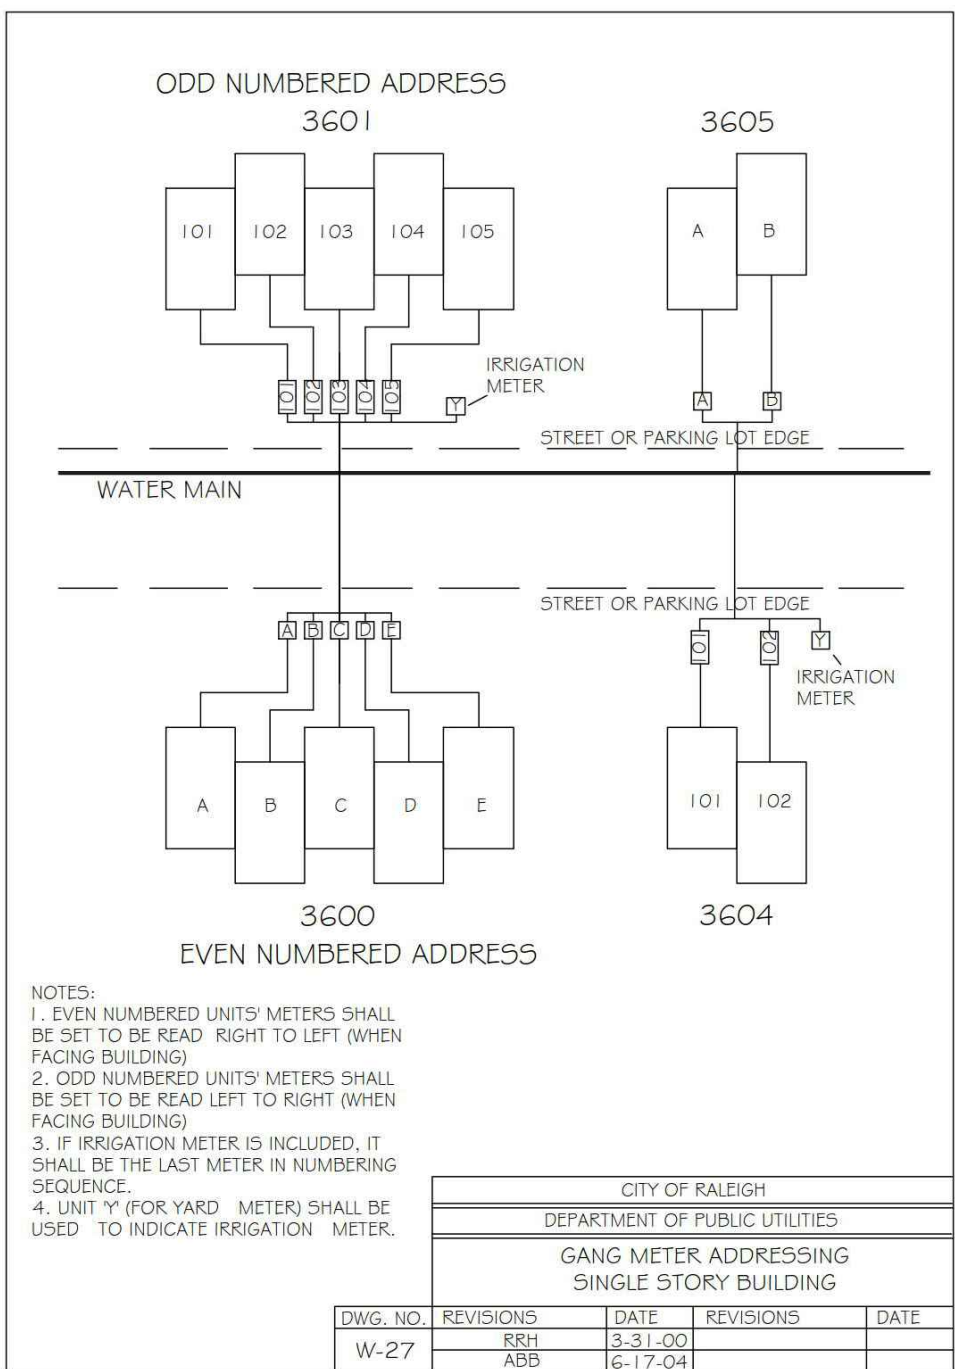 ODD NUMBERED ADDRESS
3601
3605
101 102 103 104 105
A B
IRRIGATION
METER
101 102 103 104 105 Y
A B
STREET OR PARKING LOT EDGE
WATER MAIN
STREET OR PARKING LOT EDGE
A B C D E
101 102 Y
IRRIGATION
METER
A B C D E
101 102
3600
3604
EVEN NUMBERED ADDRESS
NOTES:
1. EVEN NUMBERED UNITS' METERS SHALL
BE SET TO BE READ RIGHT TO LEFT (WHEN
FACING BUILDING)
2. ODD NUMBERED UNITS' METERS SHALL
BE SET TO BE READ LEFT TO RIGHT (WHEN
FACING BUILDING)
3. IF IRRIGATION METER IS INCLUDED, IT
SHALL BE THE LAST METER IN NUMBERING
SEQUENCE.
4. UNIT 'Y' (FOR YARD METER) SHALL BE
USED TO INDICATE IRRIGATION METER.
CITY OF RALEIGH
DEPARTMENT OF PUBLIC UTILITIES
GANG METER ADDRESSING
SINGLE STORY BUILDING
DWG. NO. REVISIONS DATE REVISIONS DATE
W-27
RRH 3-31-00
ABB 6-17-04